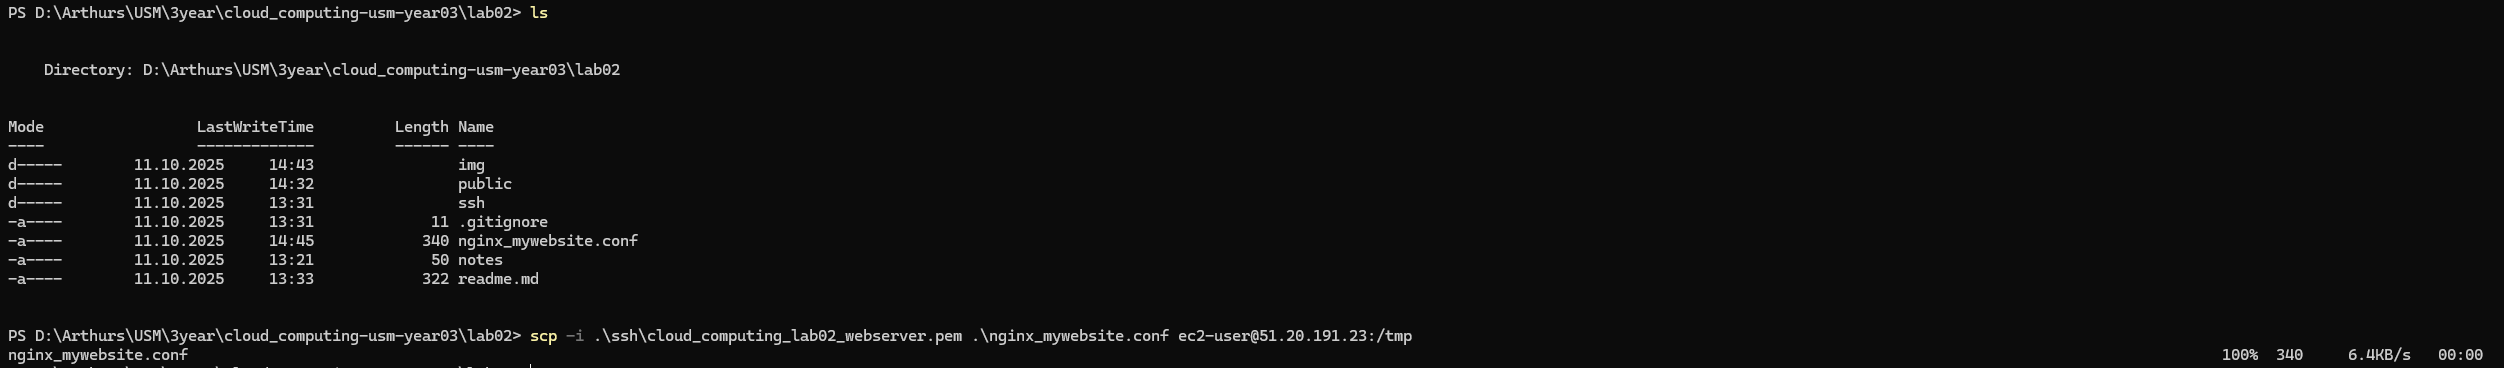 PS D:\Arthurs\USM\3year\cloud_computing-usm-year03\lab02> ls
Directory: D:\Arthurs\USM\3year\cloud_computing-usm-year03\lab02
Mode                 LastWriteTime         Length Name
----                 -------------         ------ ----
d-----        11.10.2025     14:43                img
d-----        11.10.2025     14:32                public
d-----        11.10.2025     13:31                ssh
-a----        11.10.2025     13:31             11 .gitignore
-a----        11.10.2025     14:45            340 nginx_mywebsite.conf
-a----        11.10.2025     13:21             50 notes
-a----        11.10.2025     13:33            322 readme.md
PS D:\Arthurs\USM\3year\cloud_computing-usm-year03\lab02> scp -i .\ssh\cloud_computing_lab02_webserver.pem .\nginx_mywebsite.conf ec2-user@51.20.191.23:/tmp
nginx_mywebsite.conf                 100%  340     6.4KB/s   00:00